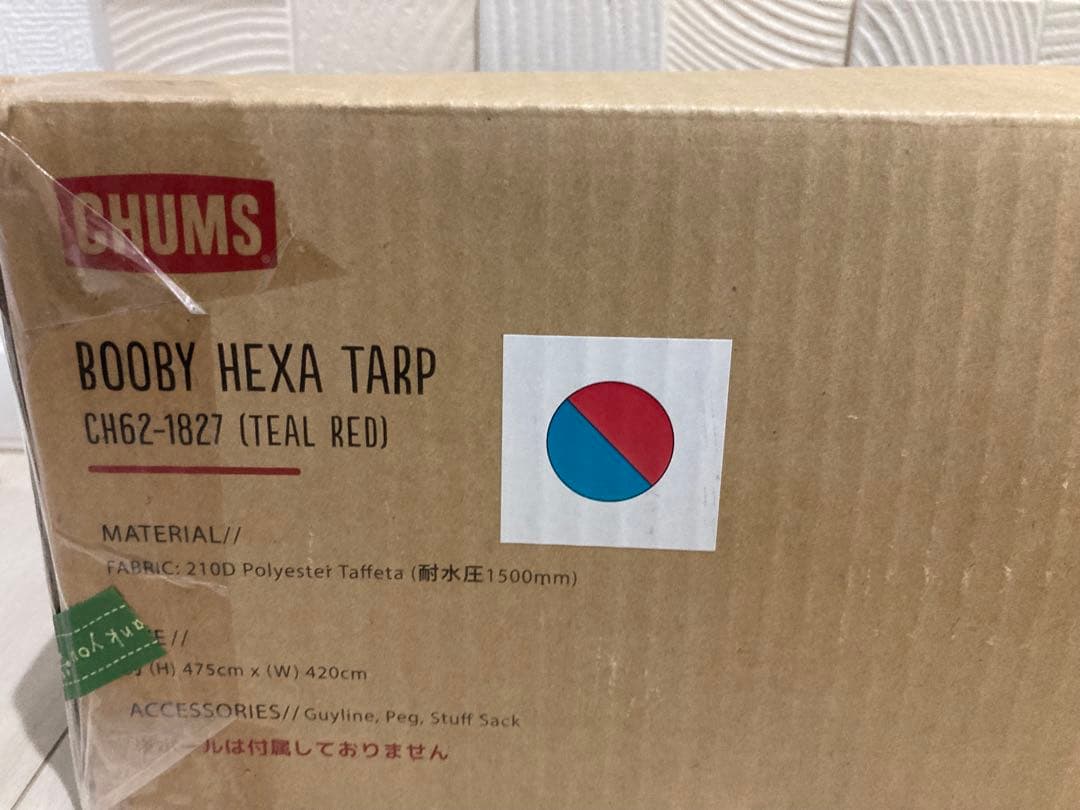 CHUMS
BOOBY HEXA TARP
CH62-1827 (TEAL RED)
MATERIAL//
FABRIC: 210D Polyester Taffeta (耐水圧1500mm)
E//
(H) 475cm x (W) 420cm
ACCESSORIES// Guyline, Peg, Stuff Sack
ポールは付属しておりません
ank you